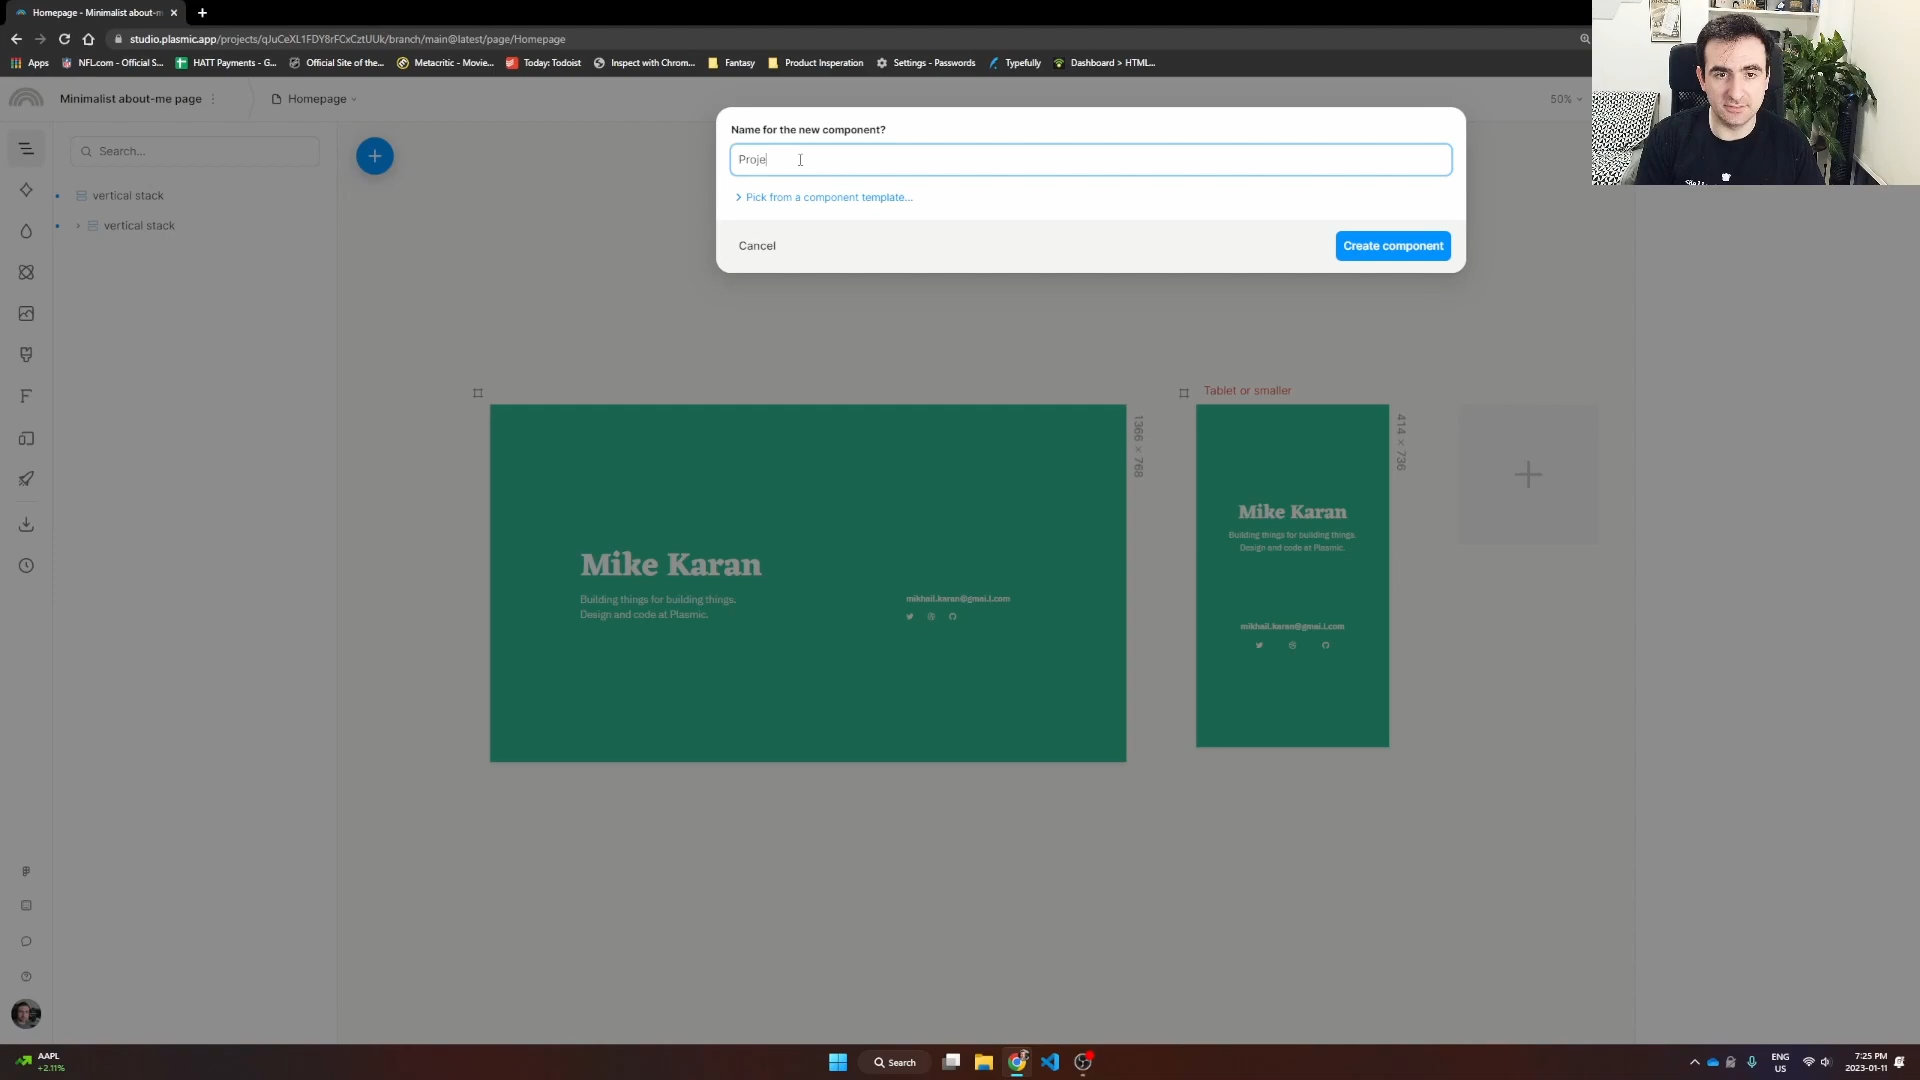 Homepage - Minimalist about-m
studio.plasmic.app/projects/qJuCeXL1FDY8rFCxCztUUk/branch/main@latest/page/Homepage
Apps
NFL.com - Official S...
HATT Payments - G...
Official Site of the...
Metacritic - Movie...
Today: Todoist
Inspect with Chrom...
Fantasy
Product Insperation
Settings - Passwords
Typefully
Dashboard > HTML...
Minimalist about-me page
Homepage
50%
Search...
vertical stack
vertical stack
Name for the new component?
Proje
Pick from a component template...
Cancel
Create component
Tablet or smaller
1366 × 768
414 × 736
Mike Karan
Building things for building things.
Design and code at Plasmic.
mikhail.karan@gmai.l.com
Mike Karan
Building things for building things.
Design and code at Plasmic.
mikhail.karan@gmai.l.com
AAPL
+2.11%
Search
ENG
US
7:25 PM
2023-01-11